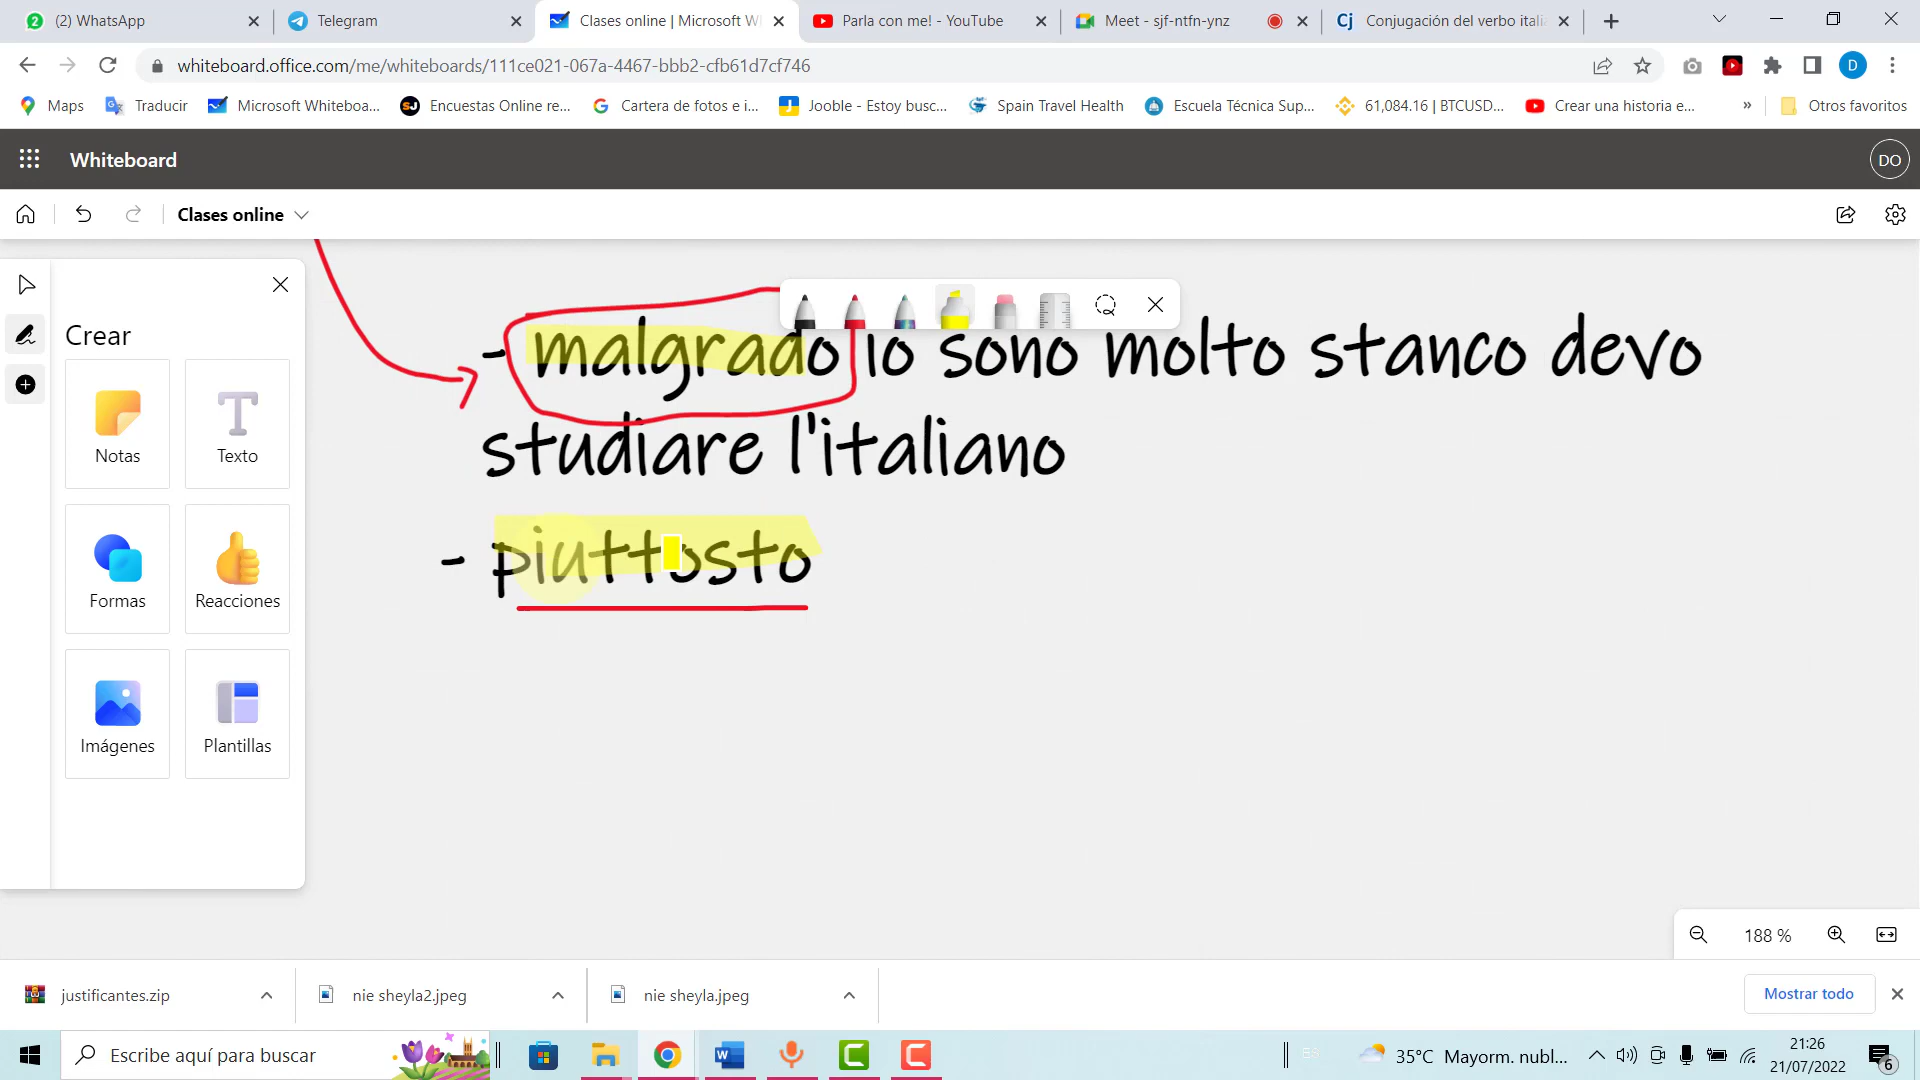 (2) WhatsApp
Telegram
Clases online | Microsoft W
Parla con me! - YouTube
Meet - sjf-ntfn-ynz
Cj Conjugación del verbo itali
whiteboard.office.com/me/whiteboards/111ce021-067a-4467-bbb2-cfb61d7cf746
D
Maps
Traducir
Microsoft Whiteboa...
SJ Encuestas Online re...
Cartera de fotos e i...
Jooble - Estoy busc...
Spain Travel Health
Escuela Técnica Sup...
61,084.16 | BTCUSD...
Crear una historia e...
»
Otros favoritos
Whiteboard
DO
Clases online
Crear
Notas
Texto
Formas
Reacciones
Imágenes
Plantillas
- malgrado io sono molto stanco devo
studiare l'italiano
- piuttosto
188 %
justificantes.zip
nie sheyla2.jpeg
nie sheyla.jpeg
Mostrar todo
Escribe aquí para buscar
35°C Mayorm. nubl...
21:26
21/07/2022
6